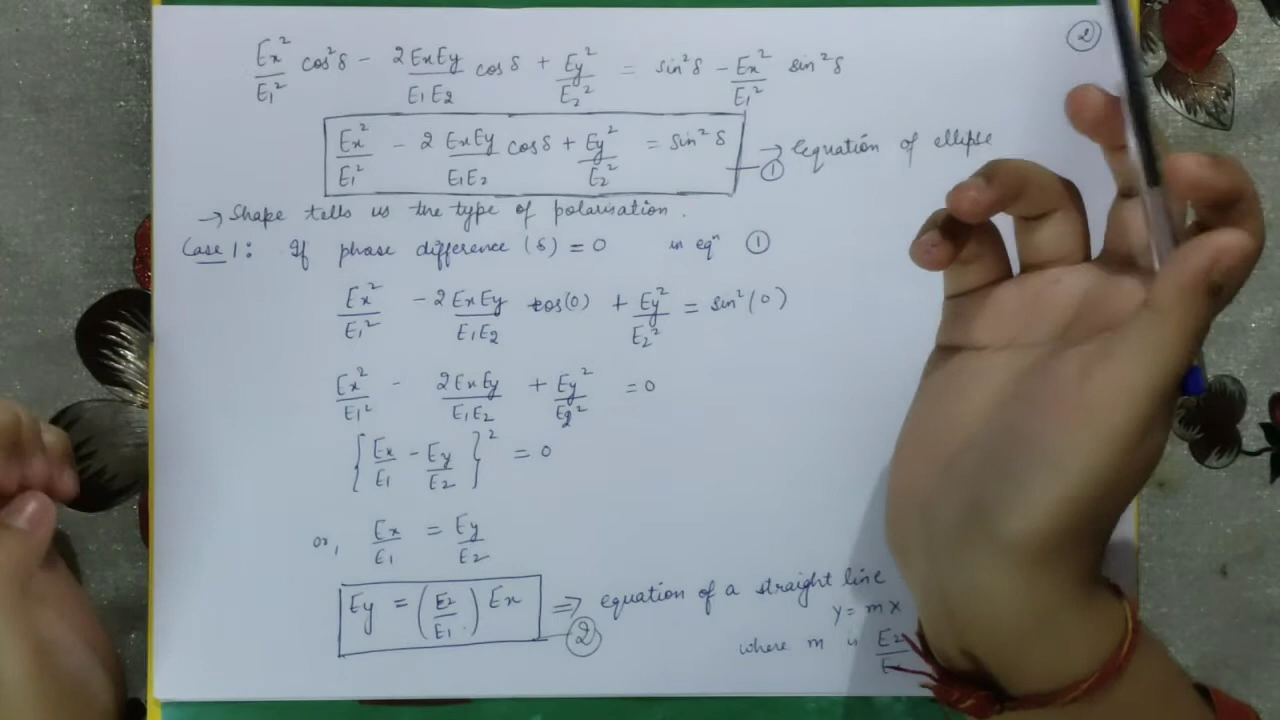 ②
Ex²/E₁² cos²δ - 2 ExEy/E₁E₂ cos δ + Ey²/E₂² = sin²δ - Ex²/E₁² sin²δ
Ex²/E₁² - 2 ExEy/E₁E₂ cosδ + Ey²/E₂² = sin²δ → Equation of ellipse
①
→ Shape tells us the type of polarisation.
Case 1: If phase difference (δ) = 0 in eqⁿ ①
Ex²/E₁² - 2ExEy/E₁E₂ cos(0) + Ey²/E₂² = sin²(0)
Ex²/E₁² - 2ExEy/E₁E₂ + Ey²/E₂² = 0
{Ex/E₁ - Ey/E₂}² = 0
or, Ex/E₁ = Ey/E₂
Ey = (E₂/E₁) Ex ⇒ equation of a straight line
②
y = mx
where m is E₂/E